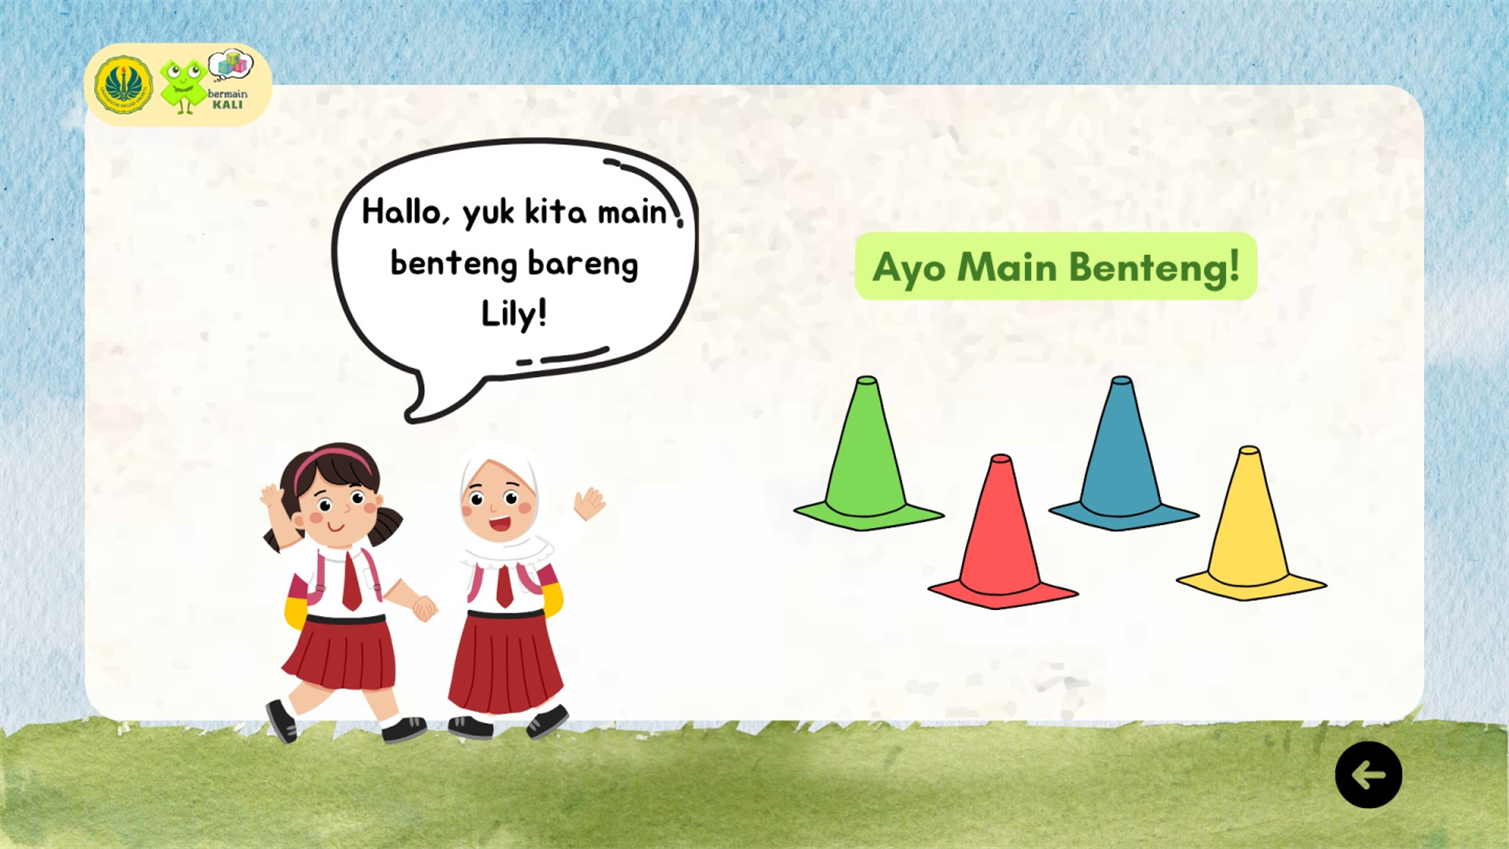 bermain
KALI
Hallo, yuk kita main
benteng bareng
Lily!
Ayo Main Benteng!